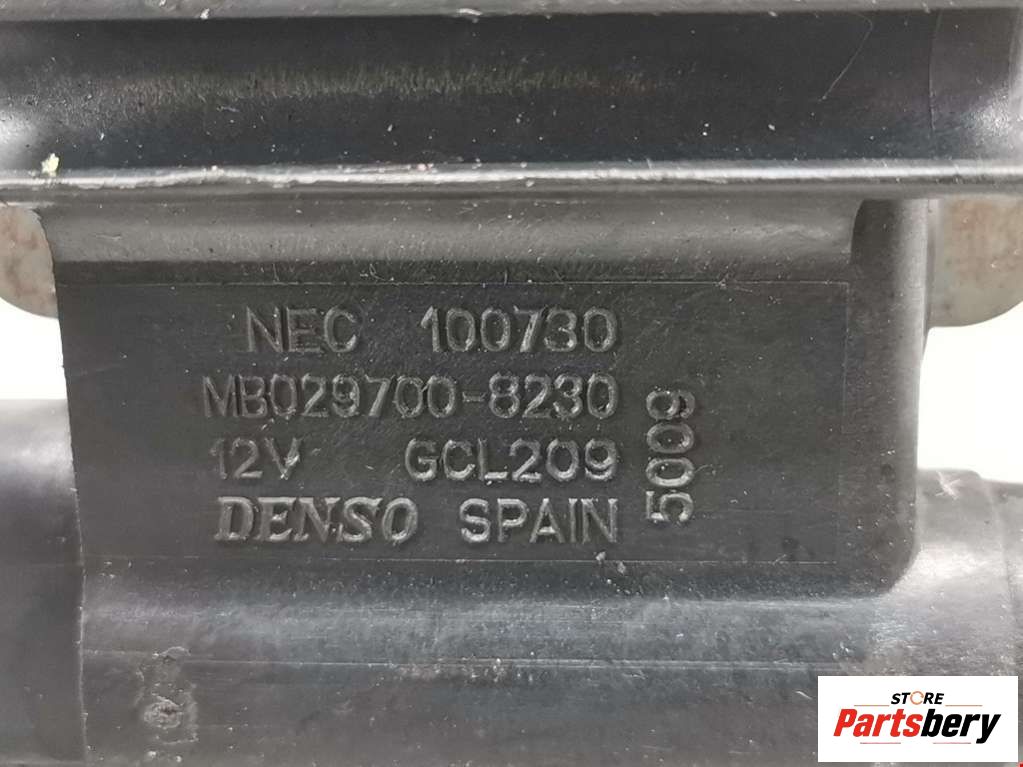 NEC 100730
MB029700-8230
12V GCL209
DENSO SPAIN
5009
STORE
Partsbery